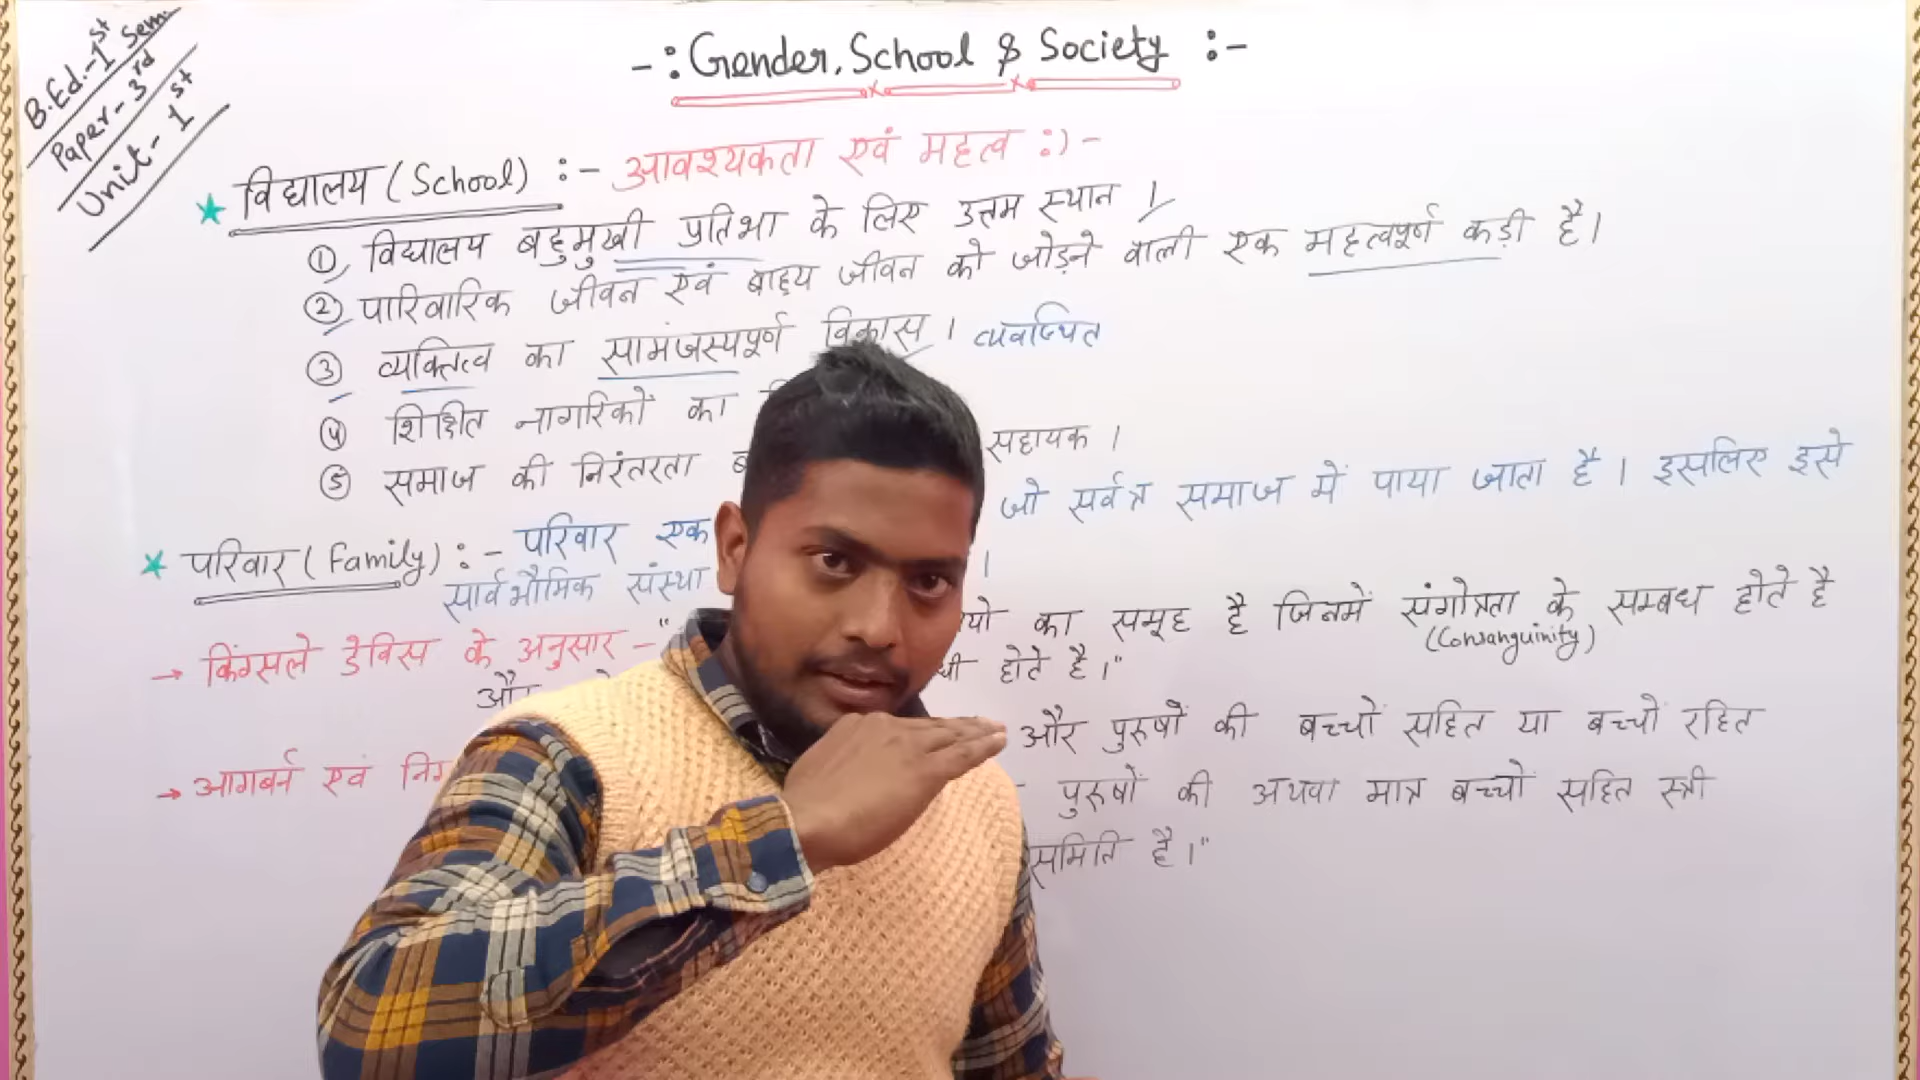 B.Ed.-1st Sem.
Paper-3rd
Unit-1st
-: Gender, School & Society :-
विद्यालय (School) :- आवश्यकता एवं महत्व :) -
① विद्यालय बहुमुखी प्रतिभा के लिए उत्तम स्थान ।
② पारिवारिक जीवन एवं बाह्य जीवन को जोड़ने वाली एक महत्वपूर्ण कड़ी है।
③ व्यक्तित्व का सामंजस्यपूर्ण विकास ।
④ शिक्षित नागरिकों का
⑤ समाज की निरंतरता सहायक ।
परिवार (Family) :- परिवार एक जो सर्वत्र समाज में पाया जाता है । इसलिए इसे
सार्वभौमिक संस्था ।
→ किंग्सले डेविस के अनुसार - " का समूह है जिनमें संगोत्रता के सम्बध होते है
(Consanguinity)
होते है।"
→ आगबर्न एवं और पुरुषों की बच्चों सहित या बच्चों रहित
पुरुषों की अथवा मात्र बच्चो सहित स्त्री
समिति है।"